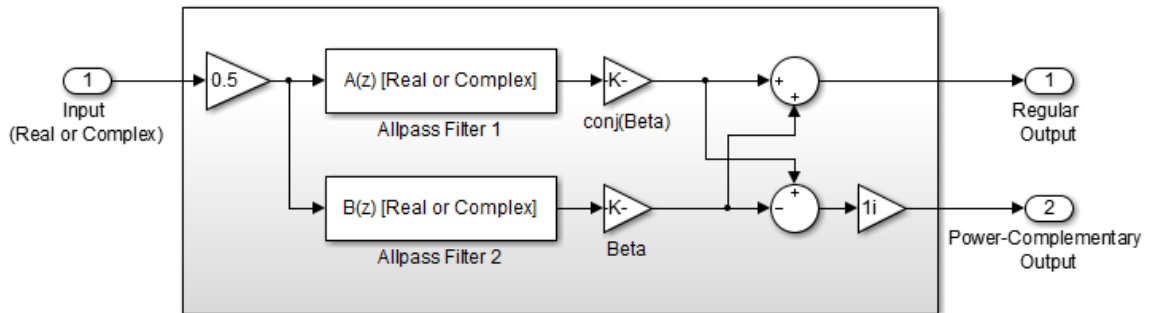 1
Input
(Real or Complex)
0.5
A(z) [Real or Complex]
Allpass Filter 1
-K-
conj(Beta)
+
+
1
Regular
Output
B(z) [Real or Complex]
Allpass Filter 2
-K-
Beta
+
−
1i
2
Power-Complementary
Output